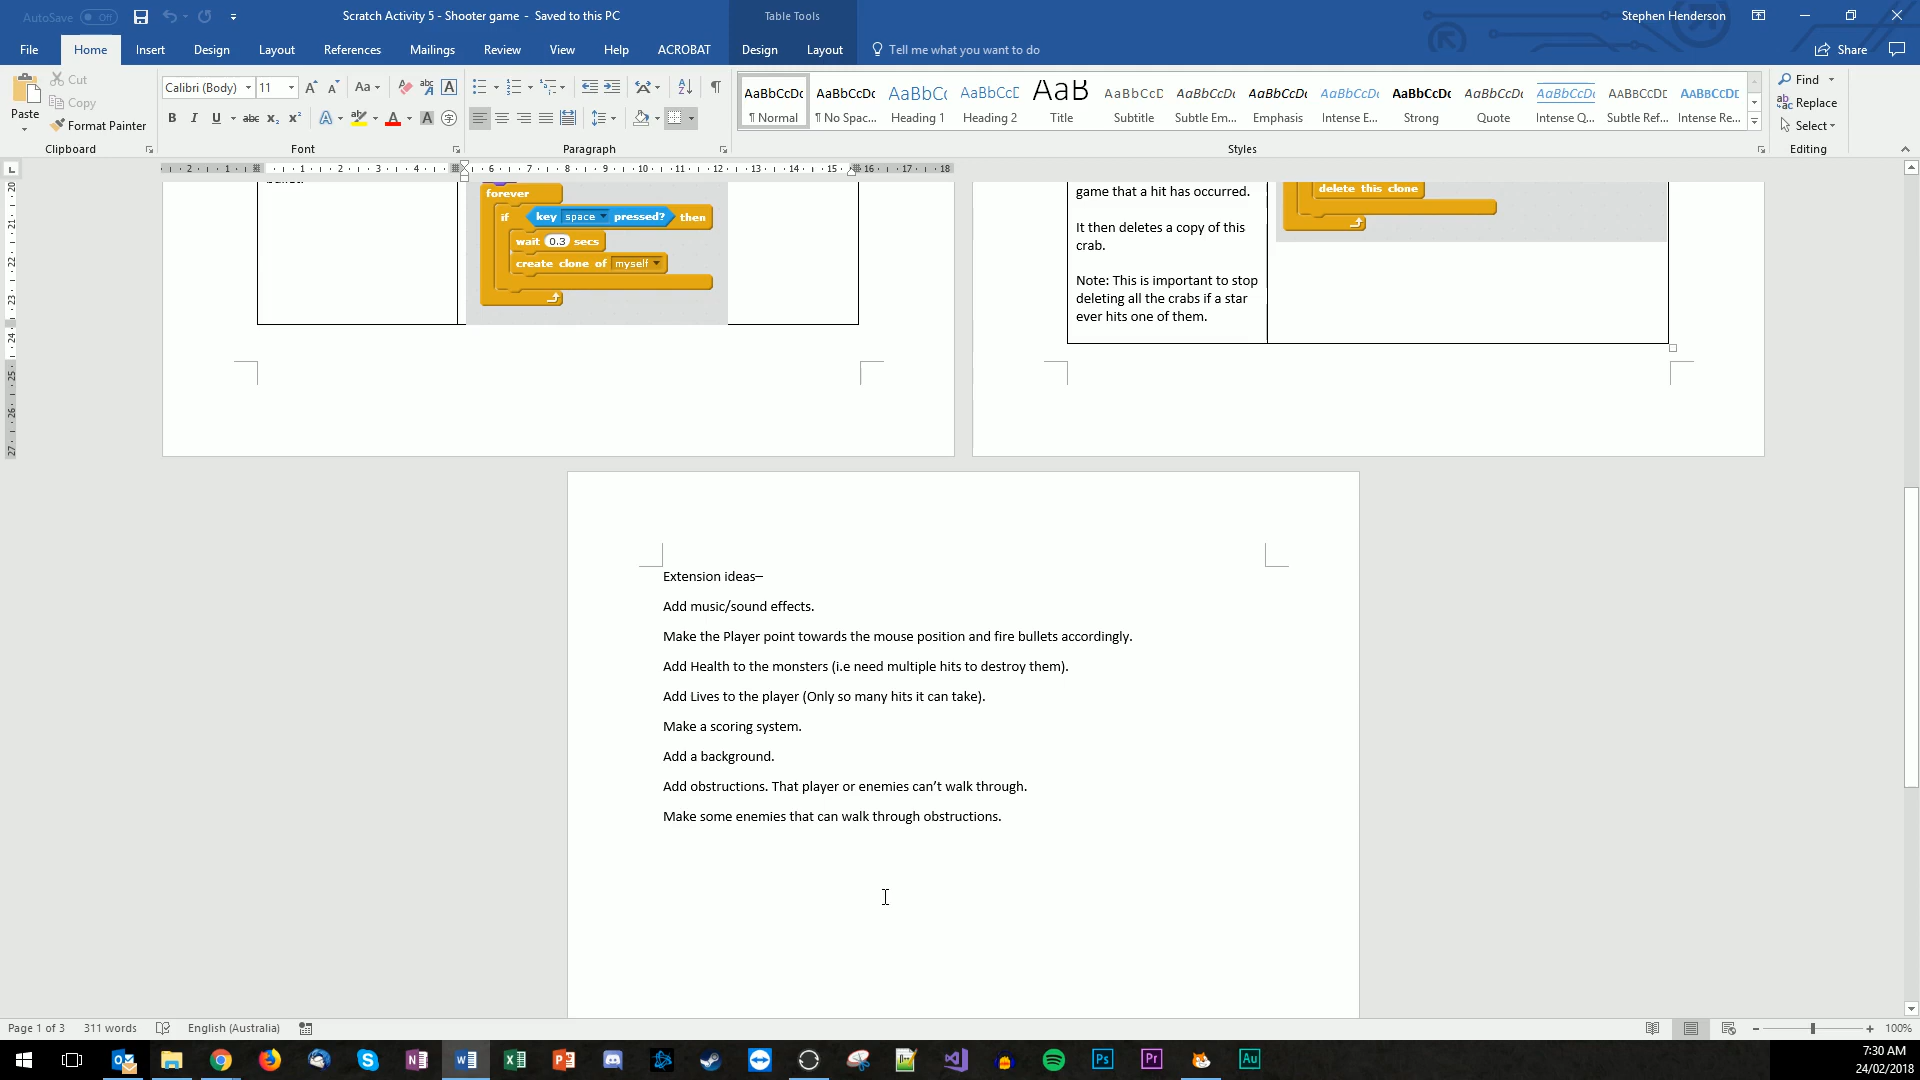 AutoSave Off
Scratch Activity 5 - Shooter game - Saved to this PC
Table Tools
Stephen Henderson
File Home Insert Design Layout References Mailings Review View Help ACROBAT Design Layout Tell me what you want to do Share
Paste
Cut
Copy
Format Painter
Clipboard
Calibri (Body) 11
Font
Paragraph
AaBbCcDc ¶ Normal
AaBbCcDc ¶ No Spac...
AaBbCc Heading 1
AaBbCcE Heading 2
AaB Title
AaBbCcD Subtitle
AaBbCcDc Subtle Em...
AaBbCcDc Emphasis
AaBbCcDc Intense E...
AaBbCcDc Strong
AaBbCcDc Quote
AaBbCcDc Intense Q...
AaBbCcDc Subtle Ref...
AaBbCcDc Intense Re...
Styles
Find
Replace
Select
Editing
forever
if key space pressed? then
wait 0.3 secs
create clone of myself
game that a hit has occurred.
It then deletes a copy of this
crab.
Note: This is important to stop
deleting all the crabs if a star
ever hits one of them.
delete this clone
Extension ideas–
Add music/sound effects.
Make the Player point towards the mouse position and fire bullets accordingly.
Add Health to the monsters (i.e need multiple hits to destroy them).
Add Lives to the player (Only so many hits it can take).
Make a scoring system.
Add a background.
Add obstructions. That player or enemies can’t walk through.
Make some enemies that can walk through obstructions.
Page 1 of 3 311 words English (Australia) 100%
7:30 AM
24/02/2018